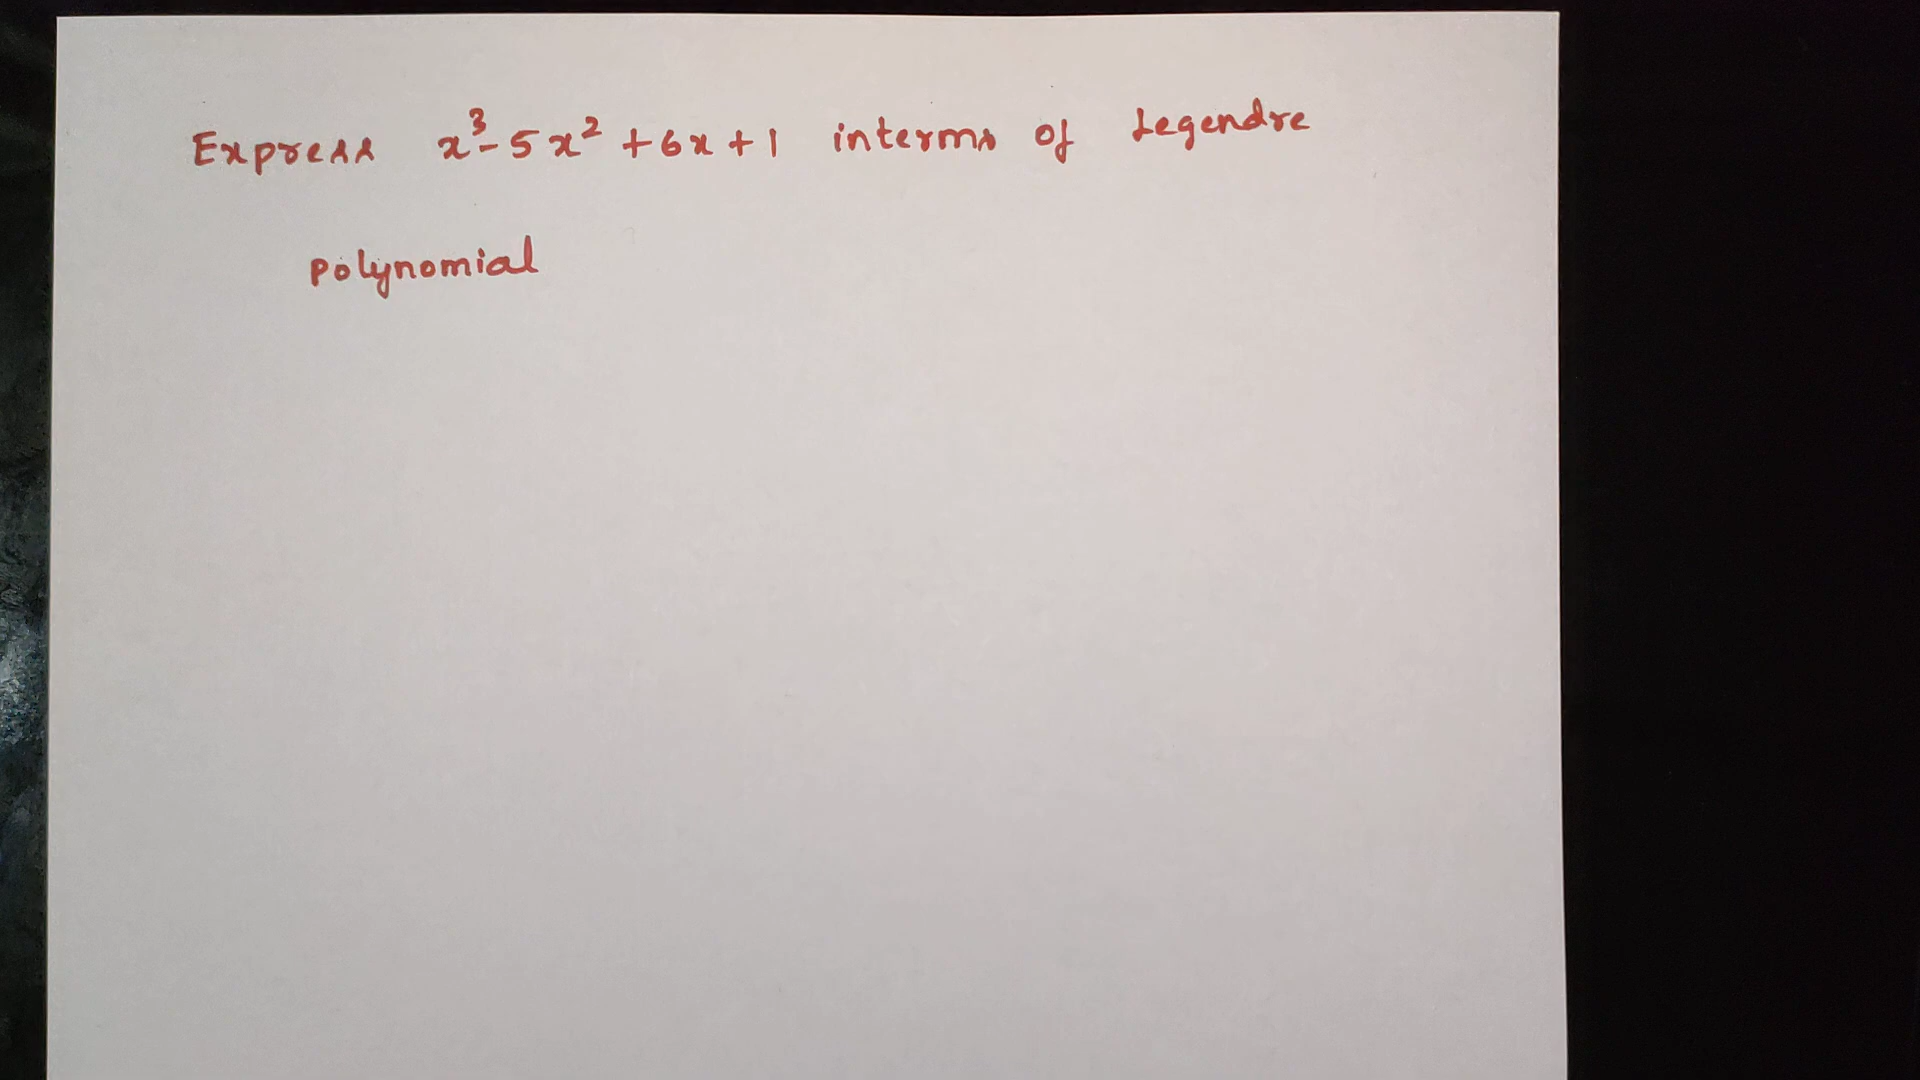 Express x³-5x²+6x+1 interms of Legendre
polynomial